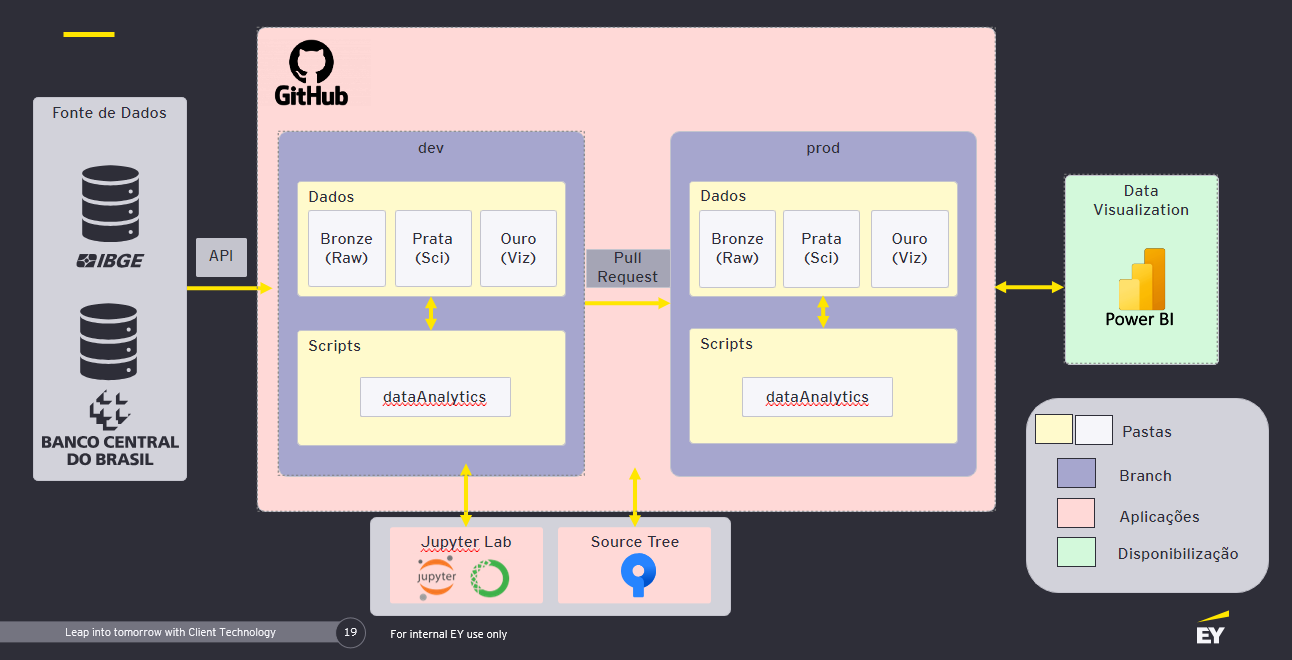 GitHub
Fonte de Dados
IBGE
BANCO CENTRAL
DO BRASIL
API
dev
Dados
Bronze
(Raw)
Prata
(Sci)
Ouro
(Viz)
Scripts
dataAnalytics
Pull
Request
prod
Dados
Bronze
(Raw)
Prata
(Sci)
Ouro
(Viz)
Scripts
dataAnalytics
Data
Visualization
Power BI
Jupyter Lab
jupyter
Source Tree
Pastas
Branch
Aplicações
Disponibilização
Leap into tomorrow with Client Technology
19
For internal EY use only
EY